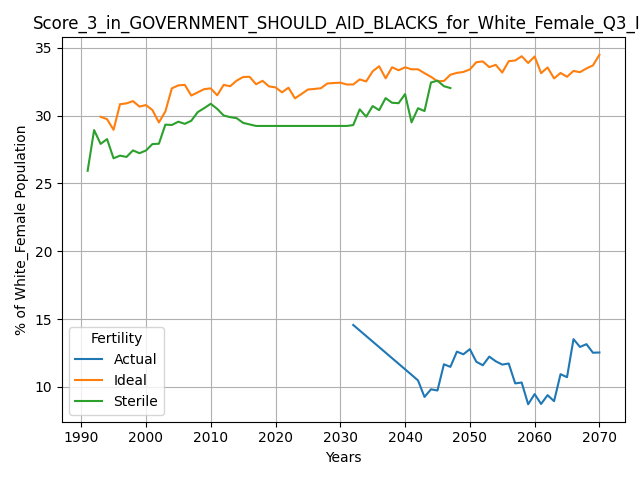 Score_3_in_GOVERNMENT_SHOULD_AID_BLACKS_for_White_Female_Q3_I
% of White_Female Population
35
30
25
20
15
10
Fertility
Actual
Ideal
Sterile
1990 2000 2010 2020 2030 2040 2050 2060 2070
Years